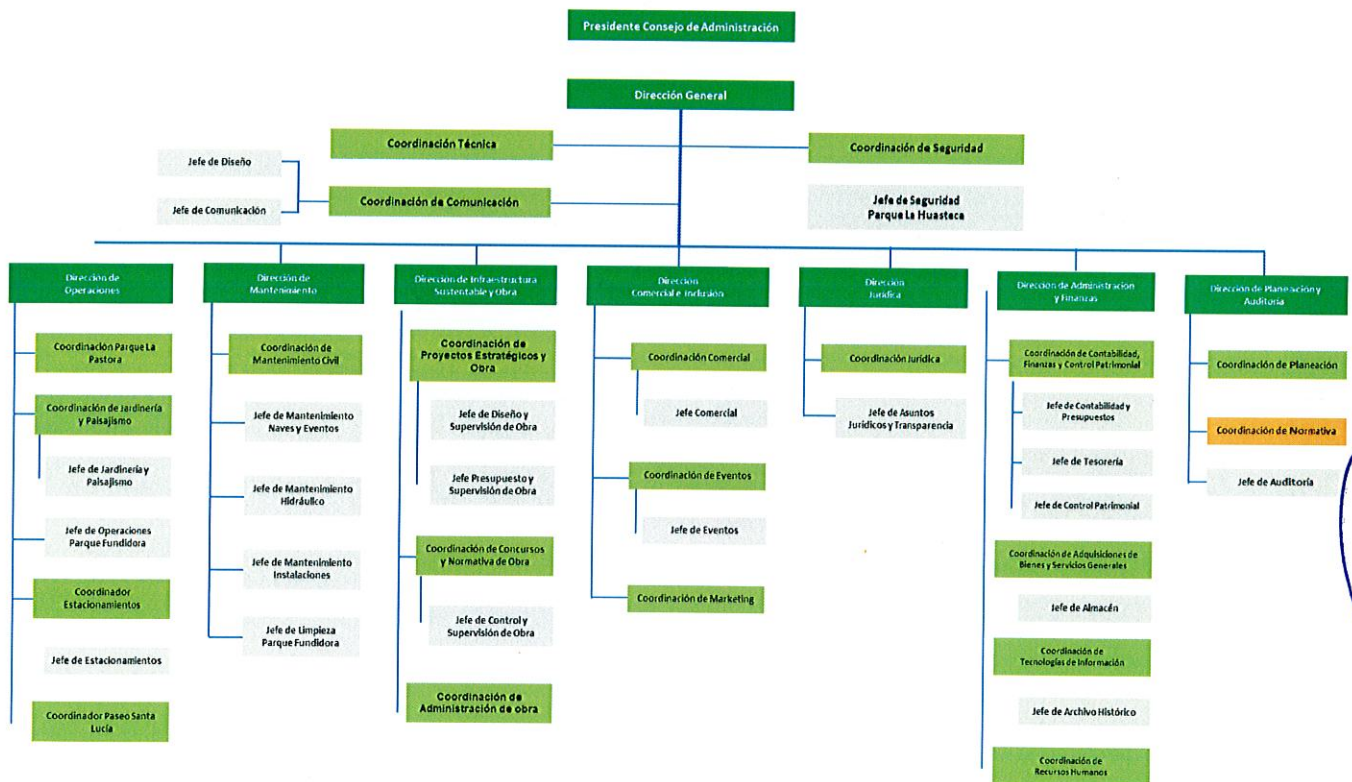 Presidente Consejo de Administración
Dirección General
Coordinación Técnica
Coordinación de Seguridad
Jefe de Diseño
Jefe de Comunicación
Coordinación de Comunicación
Jefe de Seguridad
Parque La Huasteca
Dirección de
Operaciones
Coordinación Parque La
Pastora
Coordinación de Jardinería
y Paisajismo
Jefe de Jardinería y
Paisajismo
Jefe de Operaciones
Parque Fundidora
Coordinador
Estacionamientos
Jefe de Estacionamientos
Coordinador Paseo Santa
Lucía
Dirección de
Mantenimiento
Coordinación de
Mantenimiento Civil
Jefe de Mantenimiento
Naves y Eventos
Jefe de Mantenimiento
Hidráulico
Jefe de Mantenimiento
Instalaciones
Jefe de Limpieza
Parque Fundidora
Dirección de Infraestructura
Sustentable y Obra
Coordinación de
Proyectos Estratégicos y
Obra
Jefe de Diseño y
Supervisión de Obra
Jefe Presupuesto y
Supervisión de Obra
Coordinación de Concursos
y Normativa de Obra
Jefe de Control y
Supervisión de Obra
Coordinación de
Administración de obra
Dirección
Comercial e Inclusión
Coordinación Comercial
Jefe Comercial
Coordinación de Eventos
Jefe de Eventos
Coordinación de Marketing
Dirección
Jurídica
Coordinación Jurídica
Jefe de Asuntos
Jurídicos y Transparencia
Dirección de Administración
y Finanzas
Coordinación de Contabilidad,
Finanzas y Control Patrimonial
Jefe de Contabilidad y
Presupuestos
Jefe de Tesorería
Jefe de Control Patrimonial
Coordinación de Adquisiciones de
Bienes y Servicios Generales
Jefe de Almacén
Coordinación de
Tecnologías de Información
Jefe de Archivo Histórico
Coordinación de
Recursos Humanos
Dirección de Planeación y
Auditoría
Coordinación de Planeación
Coordinación de Normativa
Jefe de Auditoría